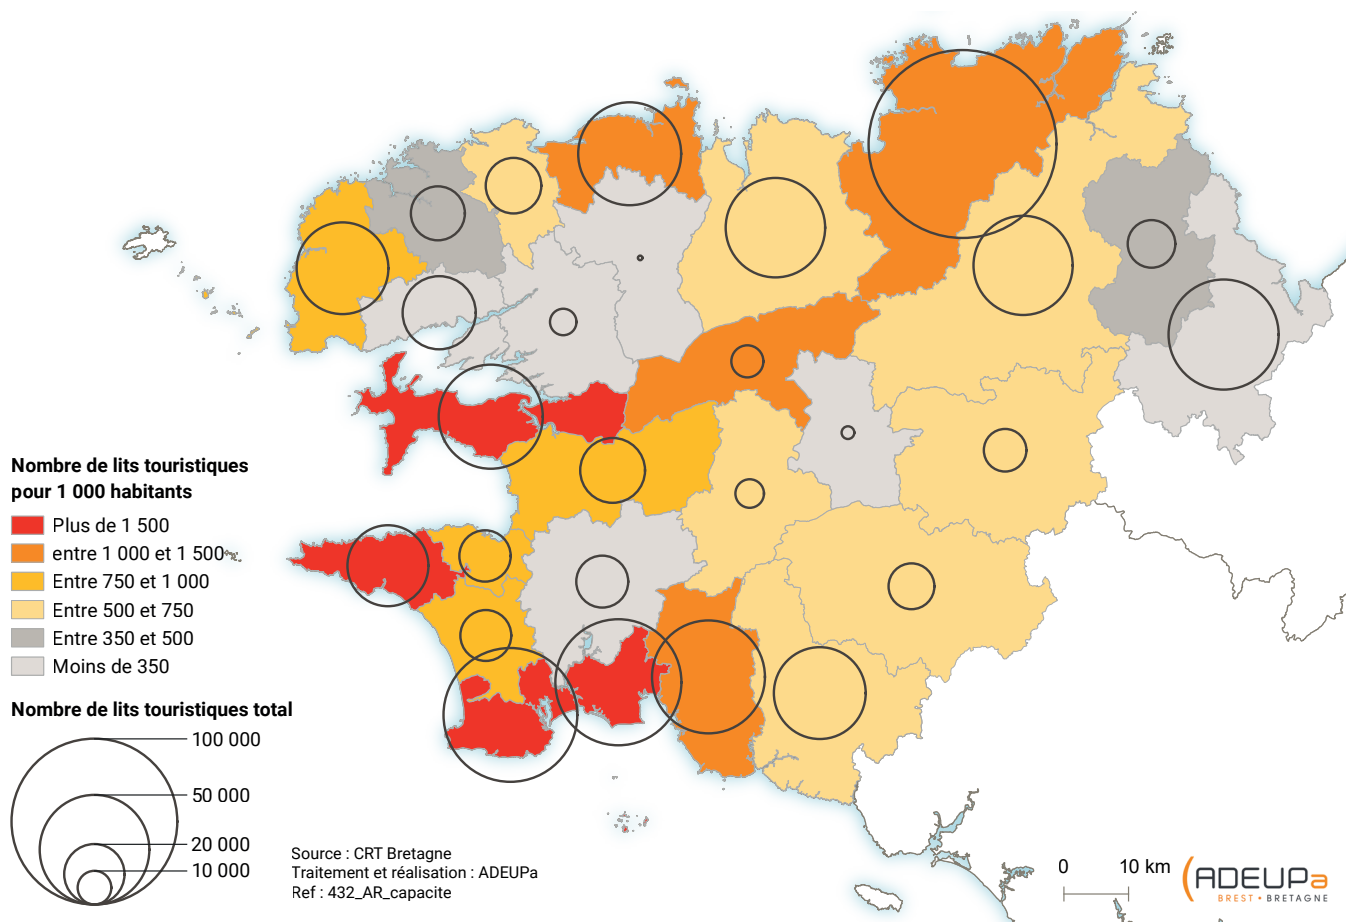 Nombre de lits touristiques
pour 1 000 habitants
Plus de 1 500
entre 1 000 et 1 500
Entre 750 et 1 000
Entre 500 et 750
Entre 350 et 500
Moins de 350
Nombre de lits touristiques total
100 000
50 000
20 000
10 000
Source : CRT Bretagne
Traitement et réalisation : ADEUPa
Ref : 432_AR_capacite
0 10 km
ADEUPa
BREST • BRETAGNE